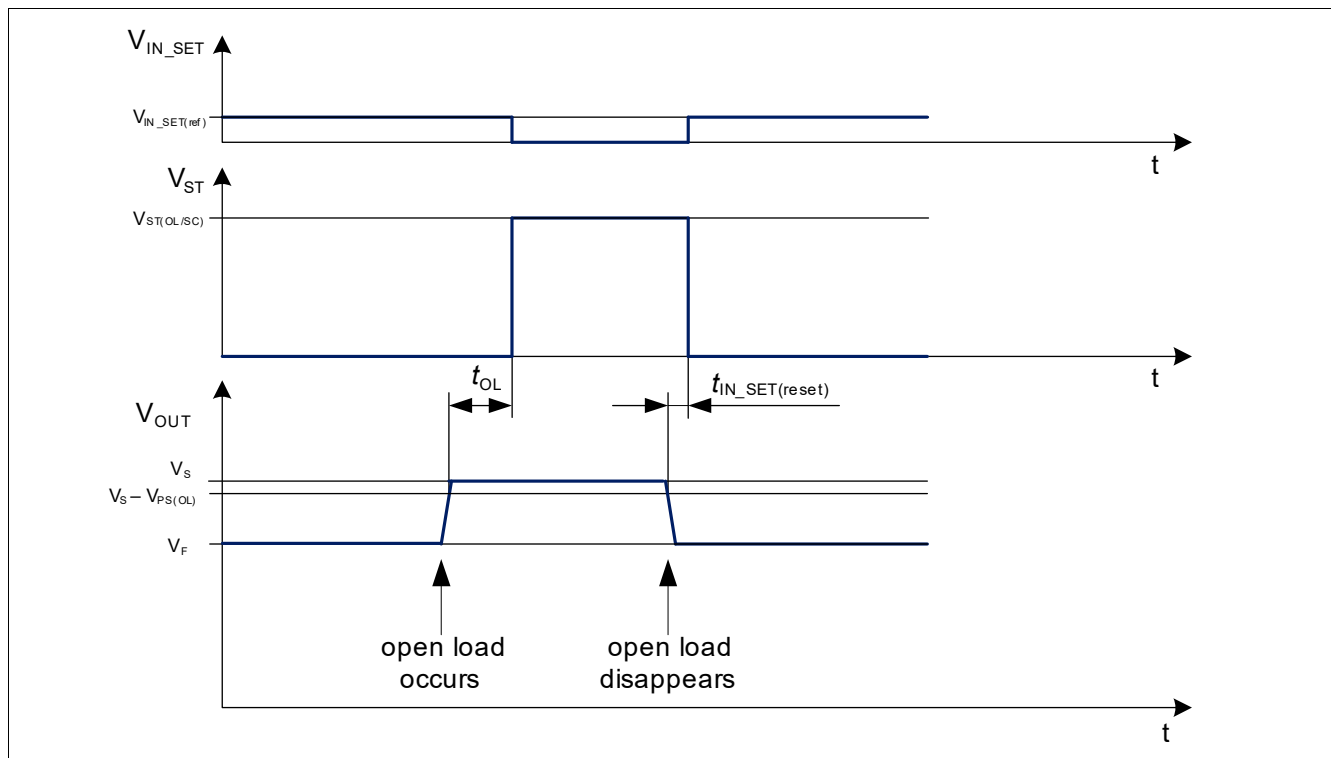 V_IN_SET
V_IN_SET(ref)
t
V_ST
V_ST(OL/SC)
t
t_OL
t_IN_SET(reset)
V_OUT
V_S
V_S – V_PS(OL)
V_F
open load
occurs
open load
disappears
t